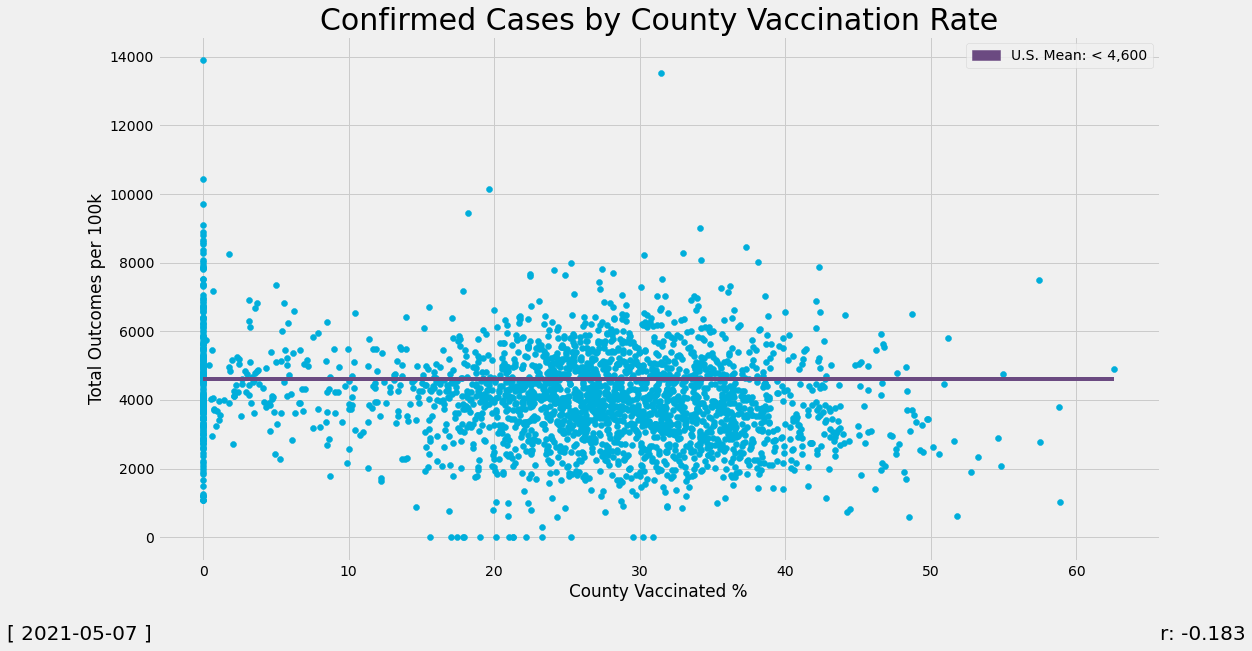 Confirmed Cases by County Vaccination Rate
U.S. Mean: < 4,600
Total Outcomes per 100k
14000
12000
10000
8000
6000
4000
2000
0
0 10 20 30 40 50 60
County Vaccinated %
[ 2021-05-07 ]
r: -0.183